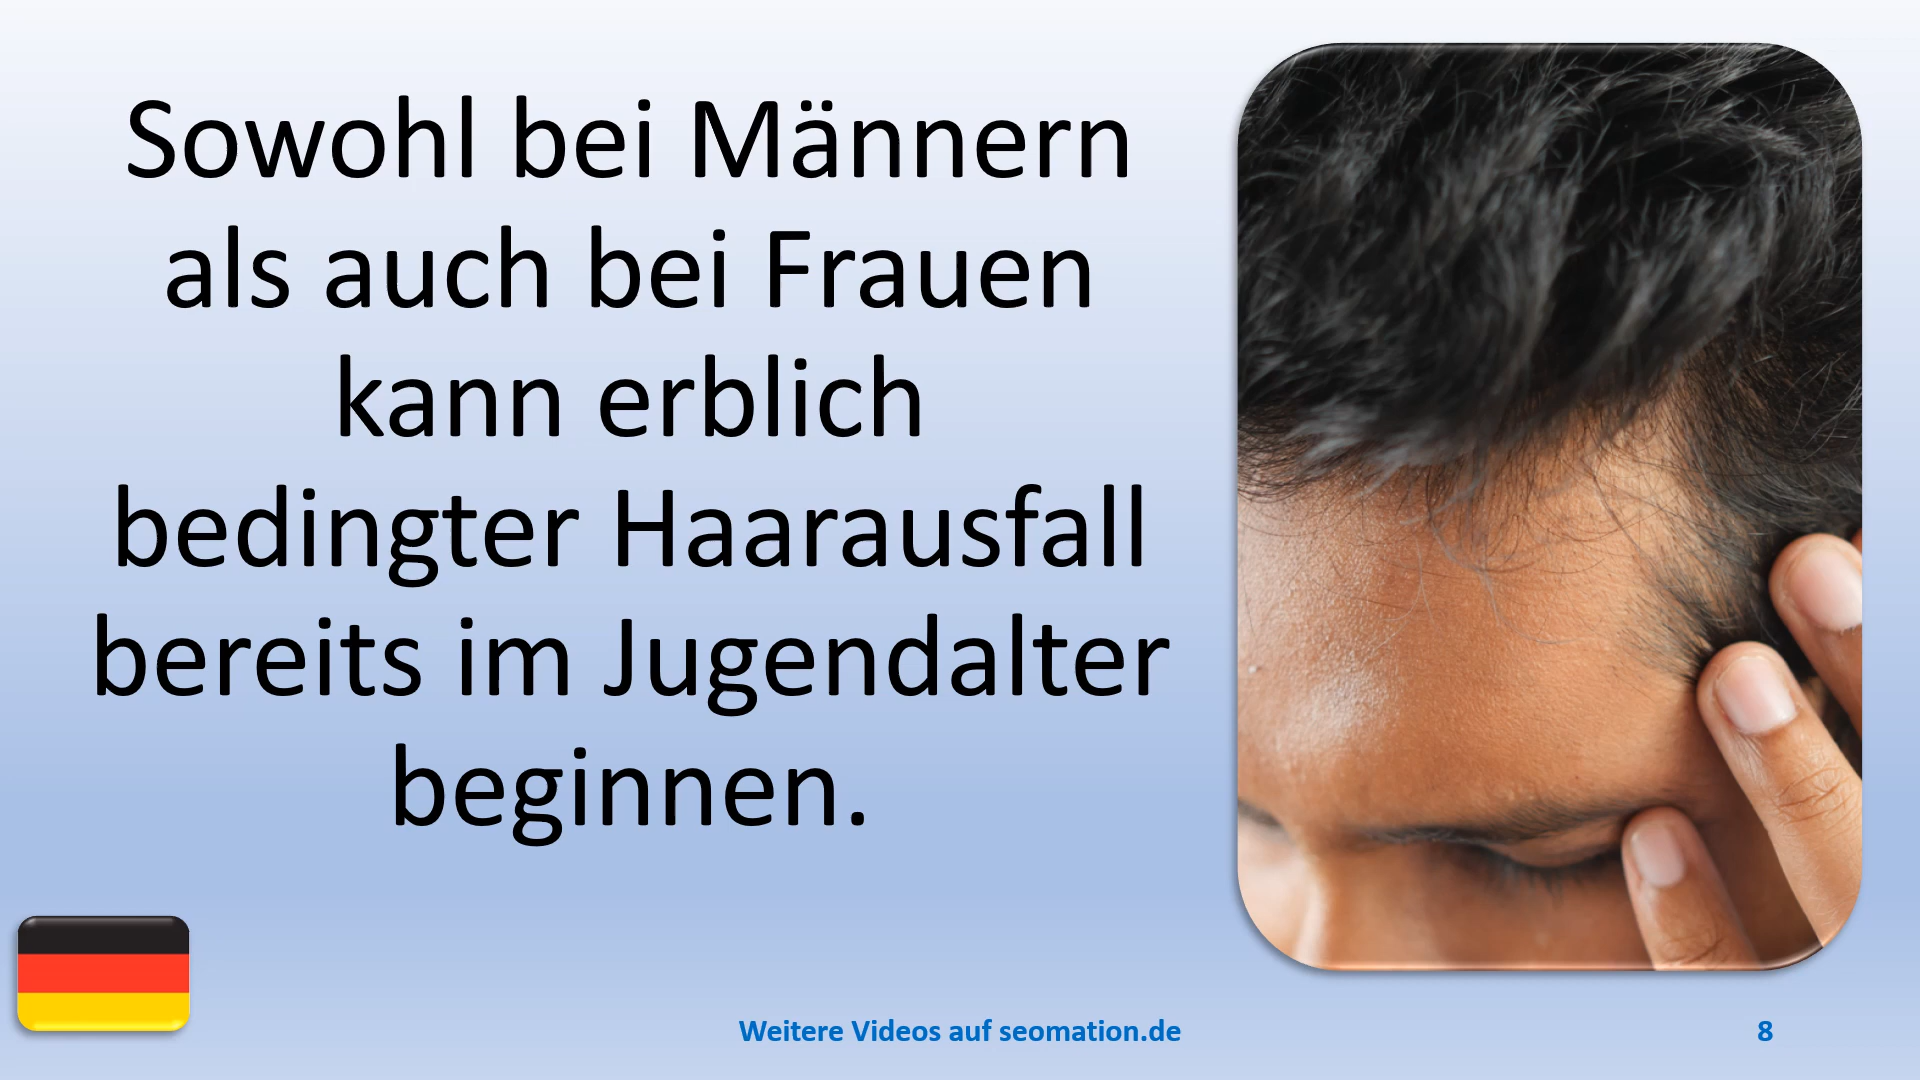 Sowohl bei Männern
als auch bei Frauen
kann erblich
bedingter Haarausfall
bereits im Jugendalter
beginnen.
Weitere Videos auf seomation.de
8